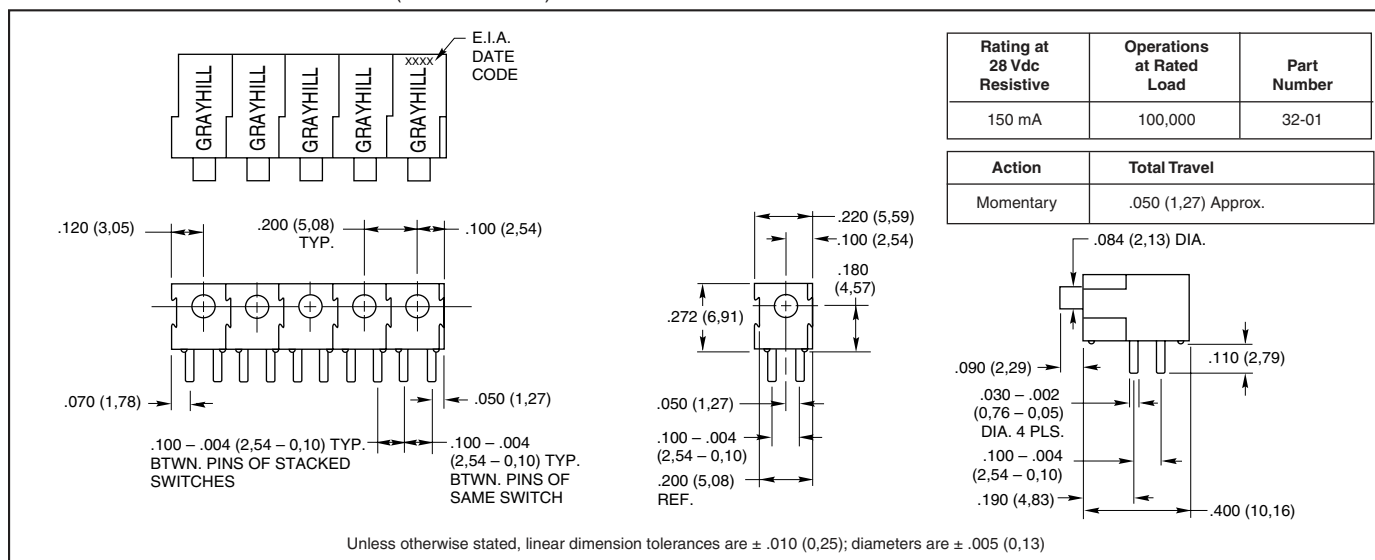 E.I.A.
DATE
CODE
XXXX
GRAYHILL
GRAYHILL
GRAYHILL
GRAYHILL
GRAYHILL
Rating at
28 Vdc
Resistive
Operations
at Rated
Load
Part
Number
150 mA
100,000
32-01
Action
Total Travel
Momentary
.050 (1,27) Approx.
.120 (3,05)
.200 (5,08)
TYP.
.100 (2,54)
.070 (1,78)
.050 (1,27)
.100 – .004 (2,54 – 0,10) TYP.
BTWN. PINS OF STACKED
SWITCHES
.100 – .004
(2,54 – 0,10) TYP.
BTWN. PINS OF
SAME SWITCH
.220 (5,59)
.100 (2,54)
.180
(4,57)
.272 (6,91)
.050 (1,27)
.100 – .004
(2,54 – 0,10)
.200 (5,08)
REF.
.084 (2,13) DIA.
.090 (2,29)
.110 (2,79)
.030 – .002
(0,76 – 0,05)
DIA. 4 PLS.
.100 – .004
(2,54 – 0,10)
.190 (4,83)
.400 (10,16)
Unless otherwise stated, linear dimension tolerances are ± .010 (0,25); diameters are ± .005 (0,13)